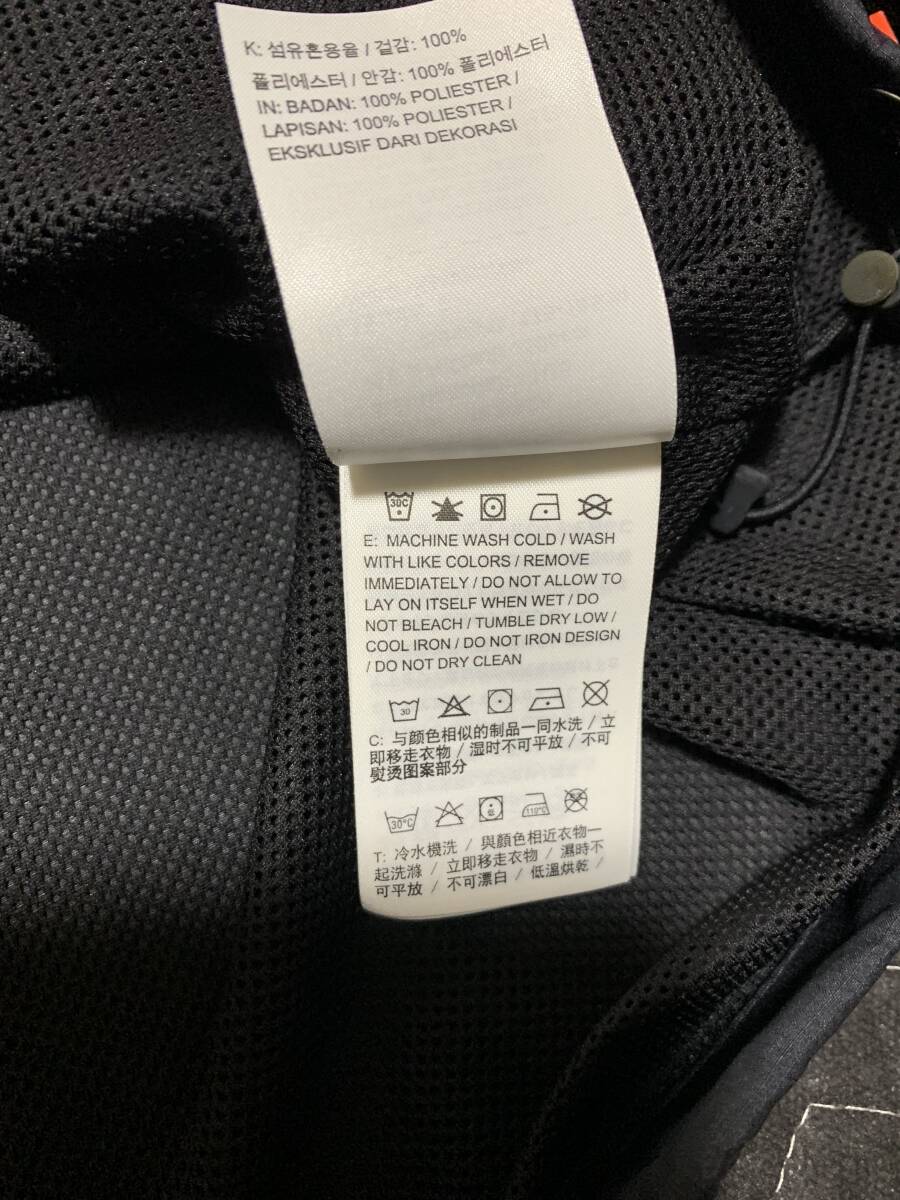 K: 섬유혼용율 / 겉감: 100%
폴리에스터 / 안감: 100% 폴리에스터
IN: BADAN: 100% POLIESTER /
LAPISAN: 100% POLIESTER /
EKSKLUSIF DARI DEKORASI
30C
E: MACHINE WASH COLD / WASH
WITH LIKE COLORS / REMOVE
IMMEDIATELY / DO NOT ALLOW TO
LAY ON ITSELF WHEN WET / DO
NOT BLEACH / TUMBLE DRY LOW /
COOL IRON / DO NOT IRON DESIGN
/ DO NOT DRY CLEAN
30
C: 与颜色相似的制品一同水洗 / 立
即移走衣物 / 湿时不可平放 / 不可
熨烫图案部分
30°C 110°C
T: 冷水機洗 / 與顏色相近衣物一
起洗滌 / 立即移走衣物 / 濕時不
可平放 / 不可漂白 / 低溫烘乾 /